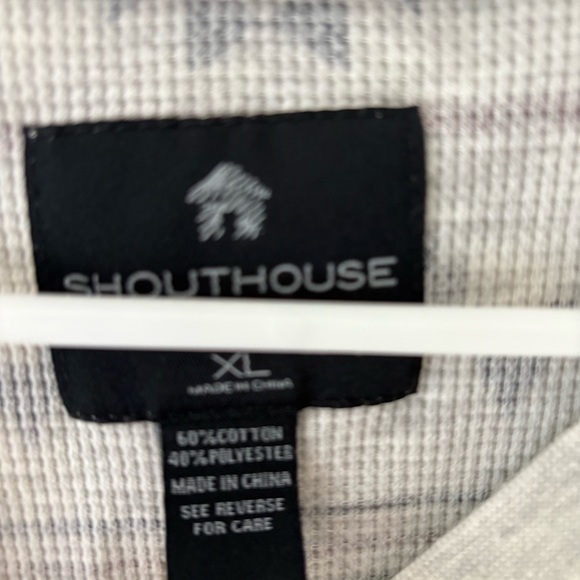 SHOUTHOUSE
XL
MADE IN CHINA
60% COTTON
40% POLYESTER
MADE IN CHINA
SEE REVERSE
FOR CARE